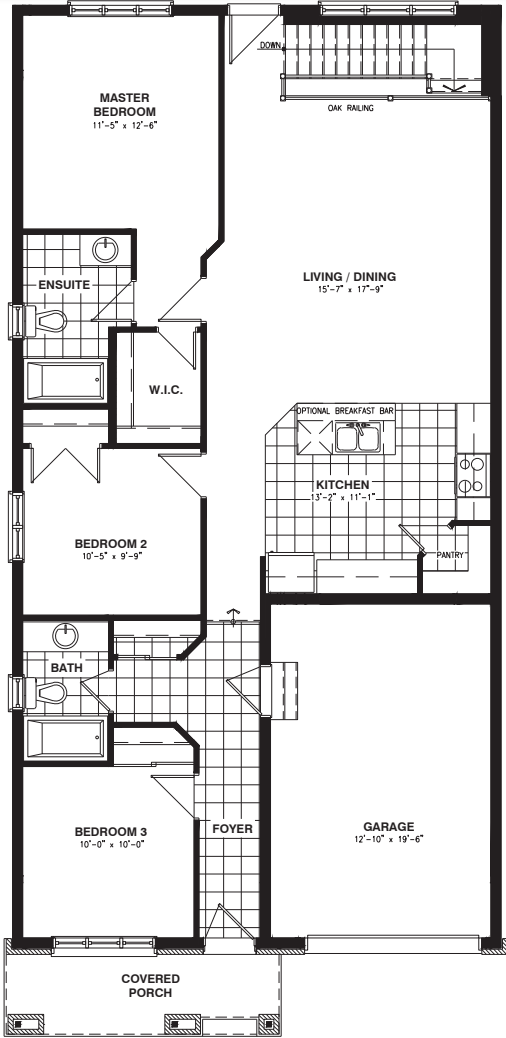 DOWN
MASTER
BEDROOM
11'-5" x 12'-6"
OAK RAILING
ENSUITE
LIVING / DINING
15'-7" x 17'-9"
W.I.C.
OPTIONAL BREAKFAST BAR
KITCHEN
13'-2" x 11'-1"
BEDROOM 2
10'-5" x 9'-9"
PANTRY
BATH
BEDROOM 3
10'-0" x 10'-0"
FOYER
GARAGE
12'-10" x 19'-6"
COVERED
PORCH